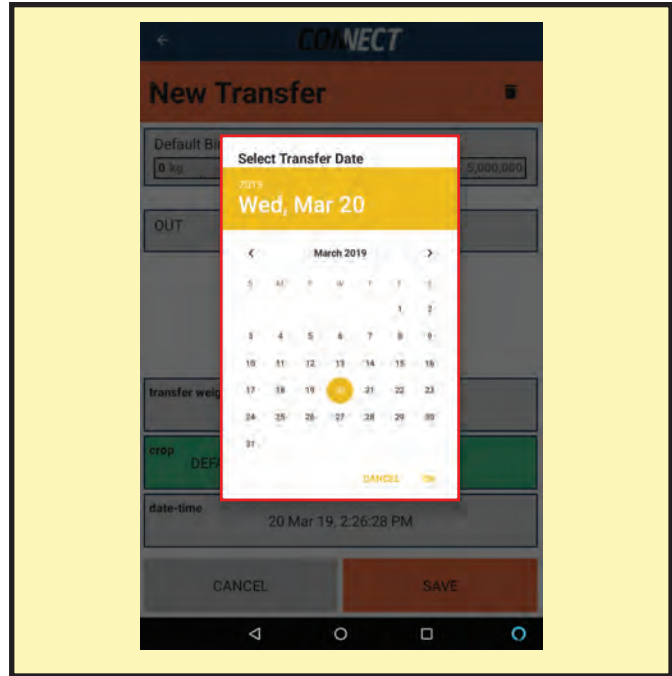 CONNECT
New Transfer
Default Bin
0 kg 5,000,000
OUT
Select Transfer Date
2019
Wed, Mar 20
March 2019
S M T W T F S
1 2
3 4 5 6 7 8 9
10 11 12 13 14 15 16
17 18 19 20 21 22 23
24 25 26 27 28 29 30
31
CANCEL OK
transfer weig
crop
DEFA
date-time
20 Mar 19, 2:26:28 PM
CANCEL SAVE